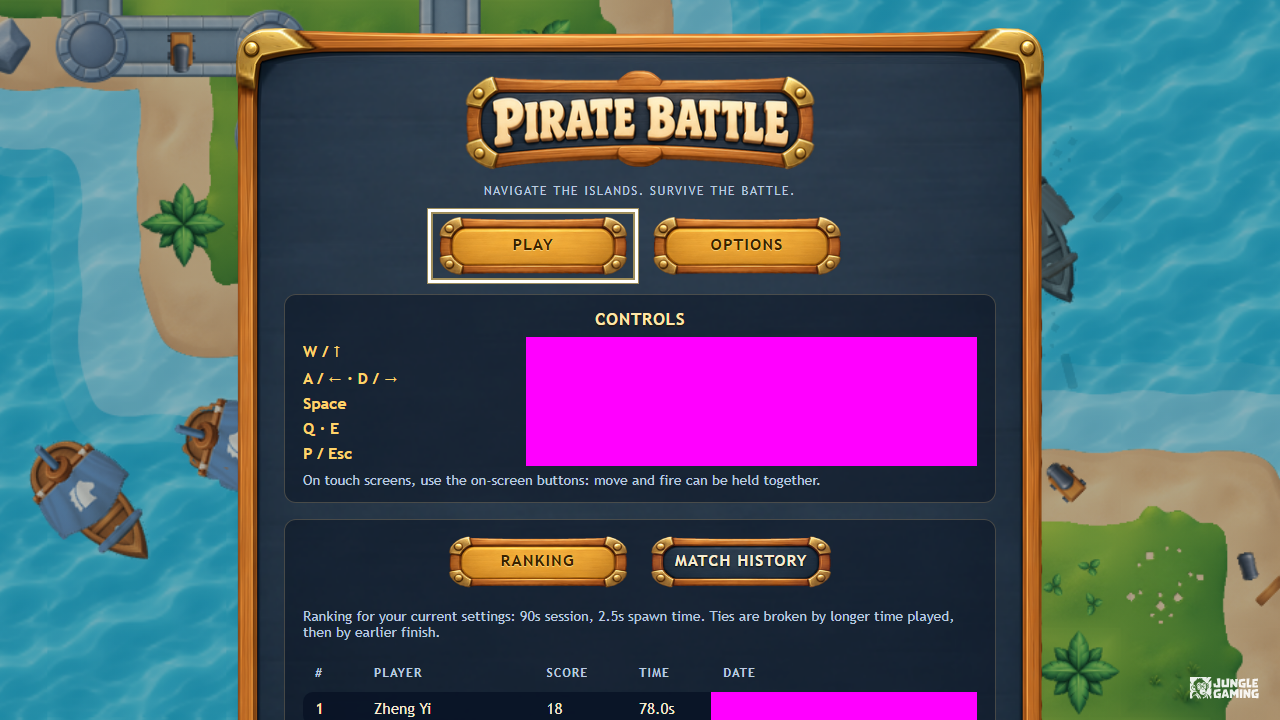 PIRATE BATTLE
NAVIGATE THE ISLANDS. SURVIVE THE BATTLE.
PLAY
OPTIONS
CONTROLS
W / ↑
A / ← · D / →
Space
Q · E
P / Esc
On touch screens, use the on-screen buttons: move and fire can be held together.
RANKING
MATCH HISTORY
Ranking for your current settings: 90s session, 2.5s spawn time. Ties are broken by longer time played,
then by earlier finish.
# PLAYER SCORE TIME DATE
1 Zheng Yi 18 78.0s
JUNGLE
GAMING